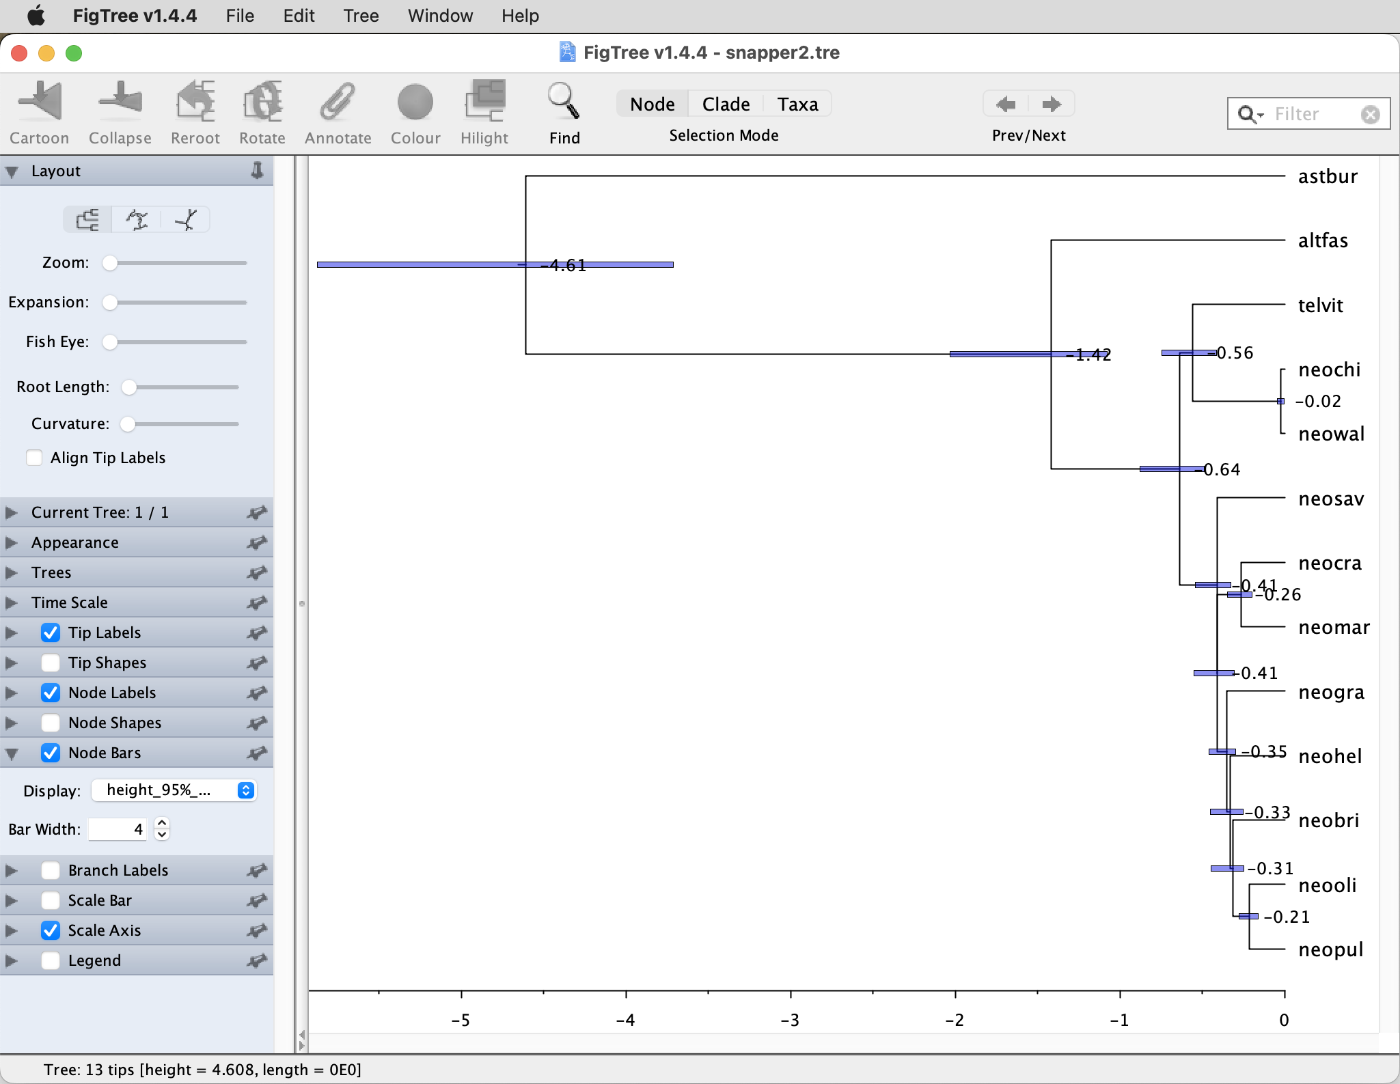 FigTree v1.4.4 File Edit Tree Window Help
FigTree v1.4.4 - snapper2.tre
Cartoon Collapse Reroot Rotate Annotate Colour Hilight Find
Node Clade Taxa
Selection Mode
Prev/Next
Filter
Layout
Zoom:
Expansion:
Fish Eye:
Root Length:
Curvature:
Align Tip Labels
Current Tree: 1 / 1
Appearance
Trees
Time Scale
Tip Labels
Tip Shapes
Node Labels
Node Shapes
Node Bars
Display: height_95%_...
Bar Width: 4
Branch Labels
Scale Bar
Scale Axis
Legend
astbur
altfas
-4.61
telvit
-1.42
-0.56
neochi
-0.02
neowal
-0.64
neosav
neocra
-0.41
-0.26
neomar
-0.41
neogra
-0.35
neohel
-0.33
neobri
-0.31
neooli
-0.21
neopul
-5 -4 -3 -2 -1 0
Tree: 13 tips [height = 4.608, length = 0E0]